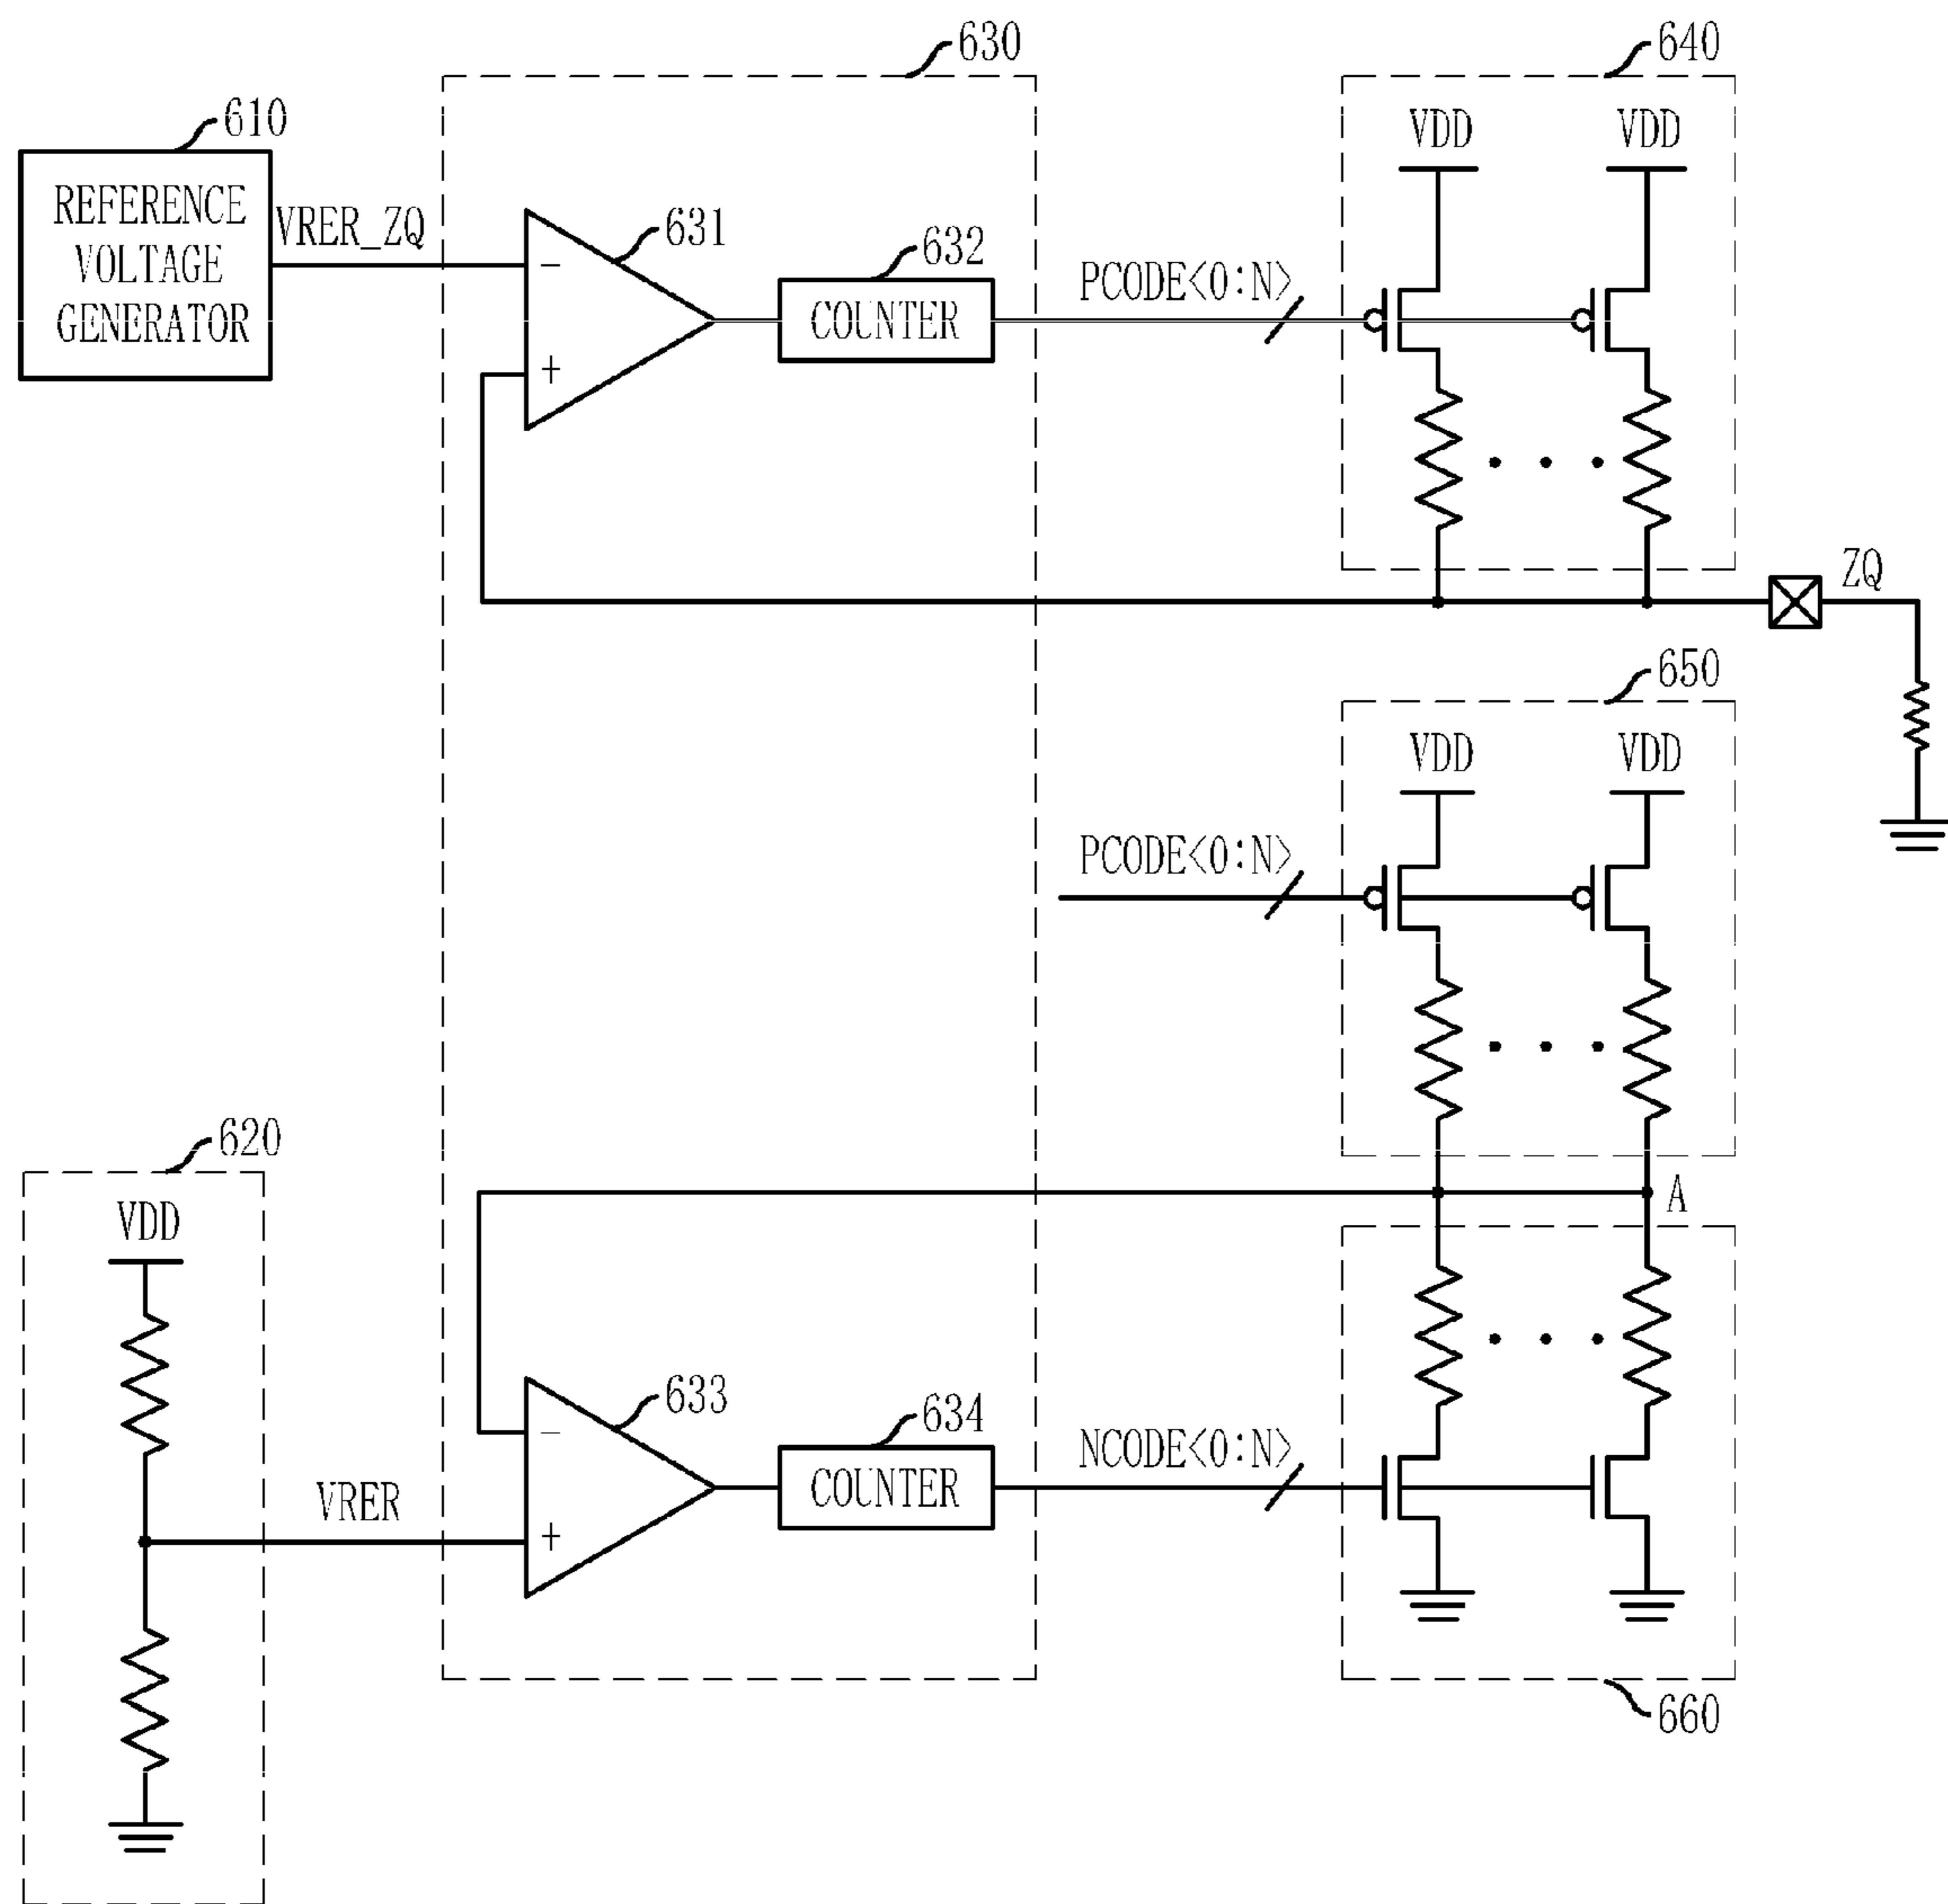 630
640
610
VDD VDD
REFERENCE
VOLTAGE
GENERATOR
VRER_ZQ
631
632
-
+
COUNTER
PCODE<0:N>
ZQ
650
VDD VDD
PCODE<0:N>
620
VDD
A
633
634
-
+
COUNTER
NCODE<0:N>
VRER
660